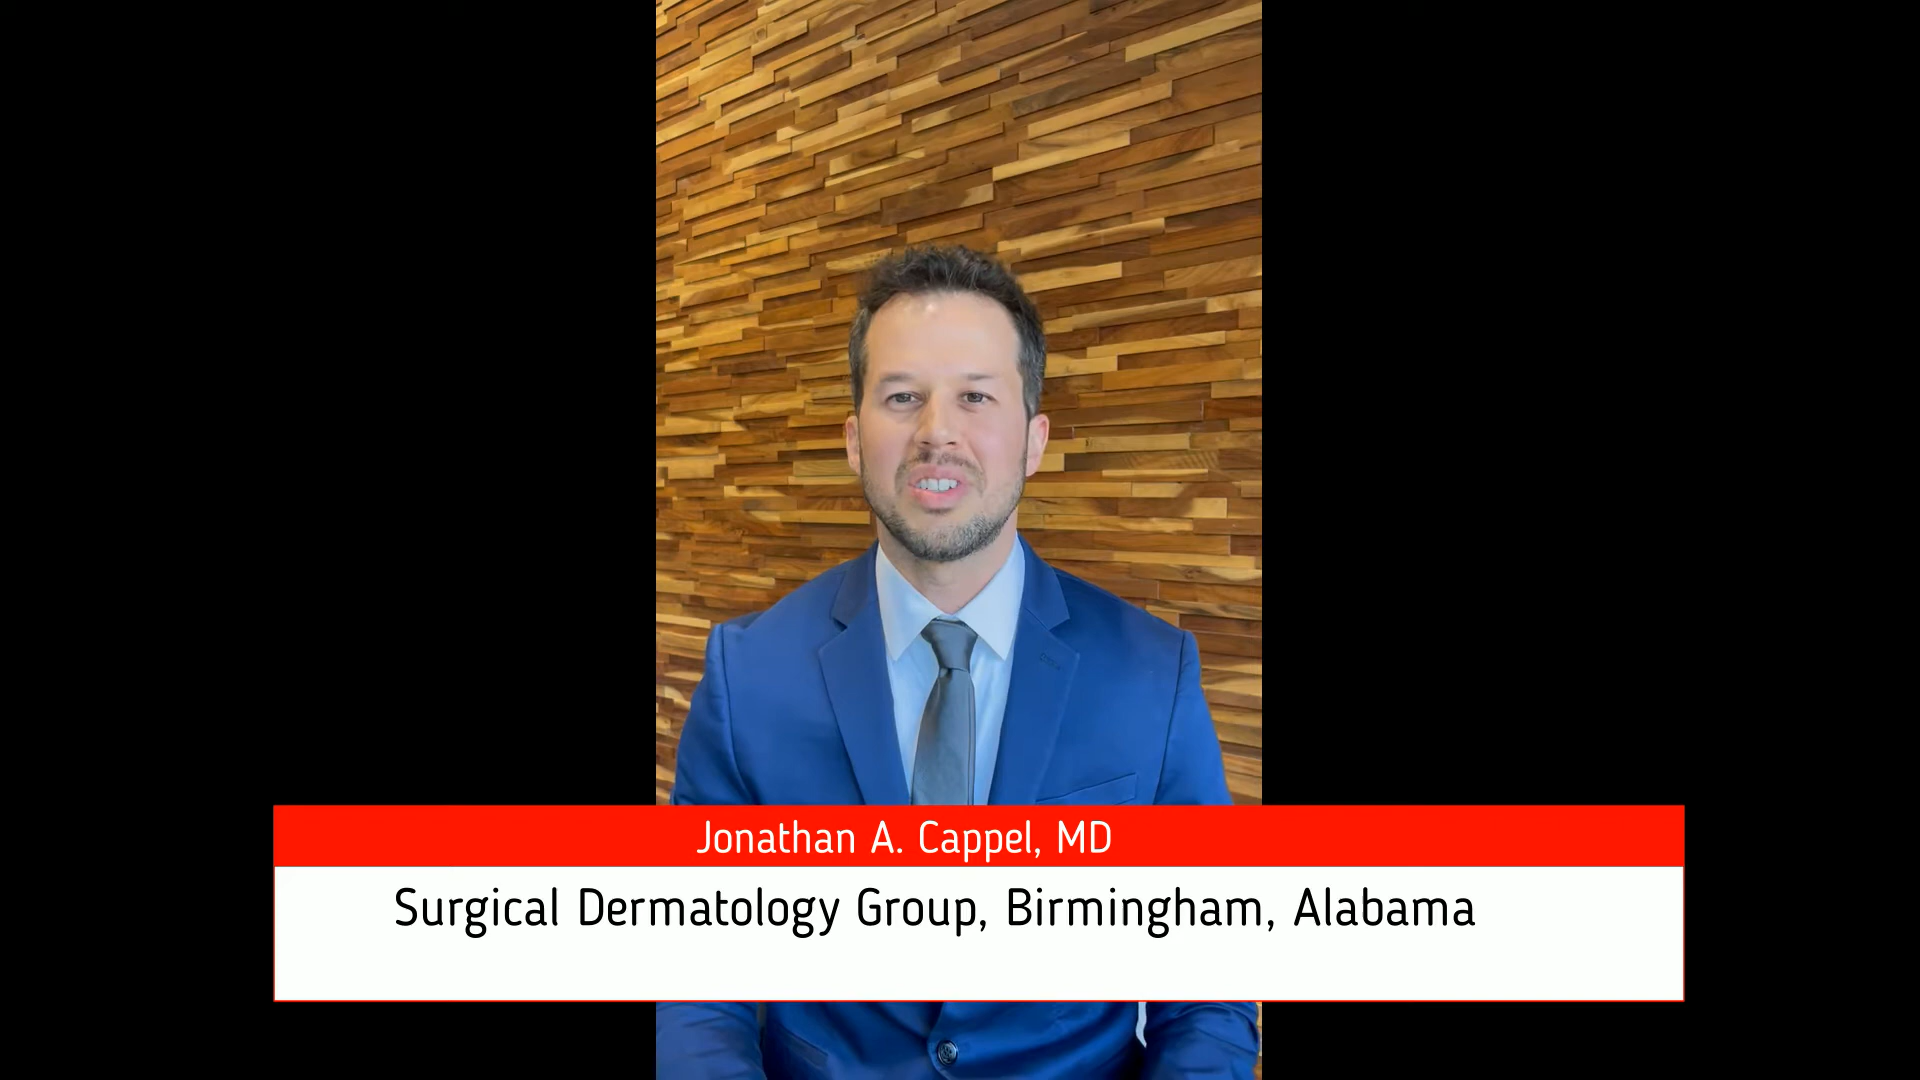 Jonathan A. Cappel, MD
Surgical Dermatology Group, Birmingham, Alabama